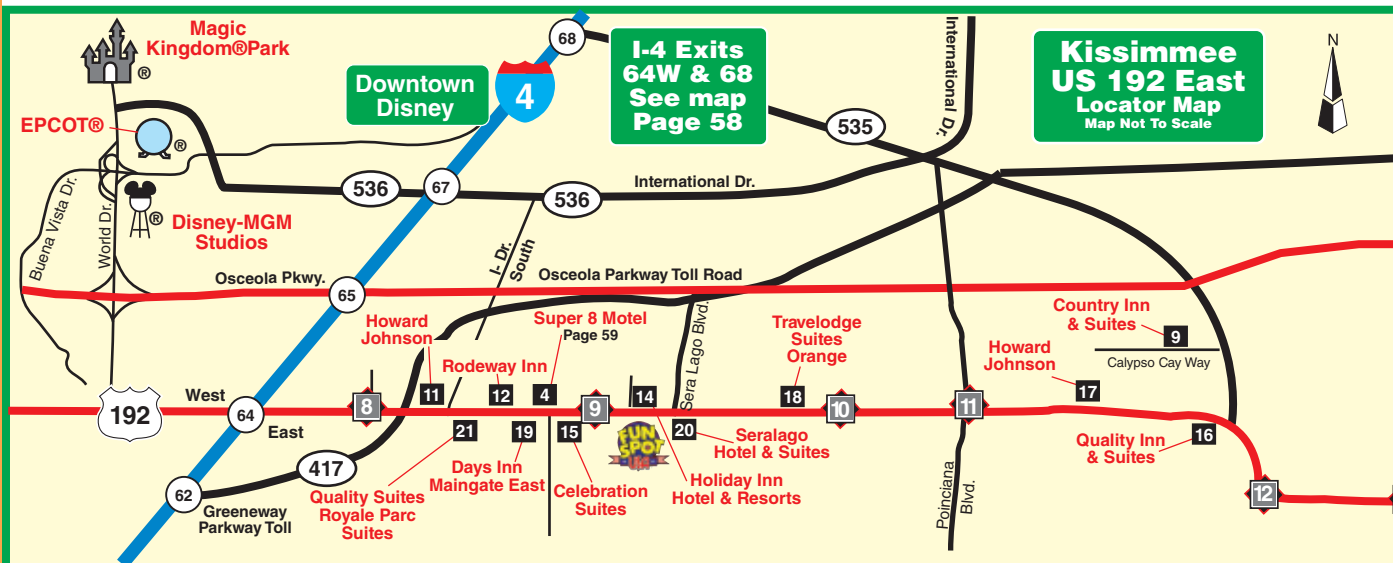 Magic
Kingdom®Park
®
EPCOT®
®
®
Disney-MGM
Studios
Buena Vista Dr.
World Dr.
Downtown
Disney
4
68
I-4 Exits
64W & 68
See map
Page 58
535
International Dr.
Kissimmee
US 192 East
Locator Map
Map Not To Scale
N
536
67
536
International Dr.
I- Dr.
South
Osceola Pkwy.
65
Osceola Parkway Toll Road
Howard
Johnson
11
Rodeway Inn
12
Super 8 Motel
Page 59
4
Sera Lago Blvd.
Travelodge
Suites
Orange
18
Country Inn
& Suites
9
Calypso Cay Way
Howard
Johnson
17
192
West
64
East
8
9
14
10
11
21
19
15
FUN
SPOT
USA
20
Seralago
Hotel & Suites
Quality Inn
& Suites
16
12
62
417
Greeneway
Parkway Toll
Quality Suites
Royale Parc
Suites
Days Inn
Maingate East
Celebration
Suites
Holiday Inn
Hotel & Resorts
Poinciana
Blvd.